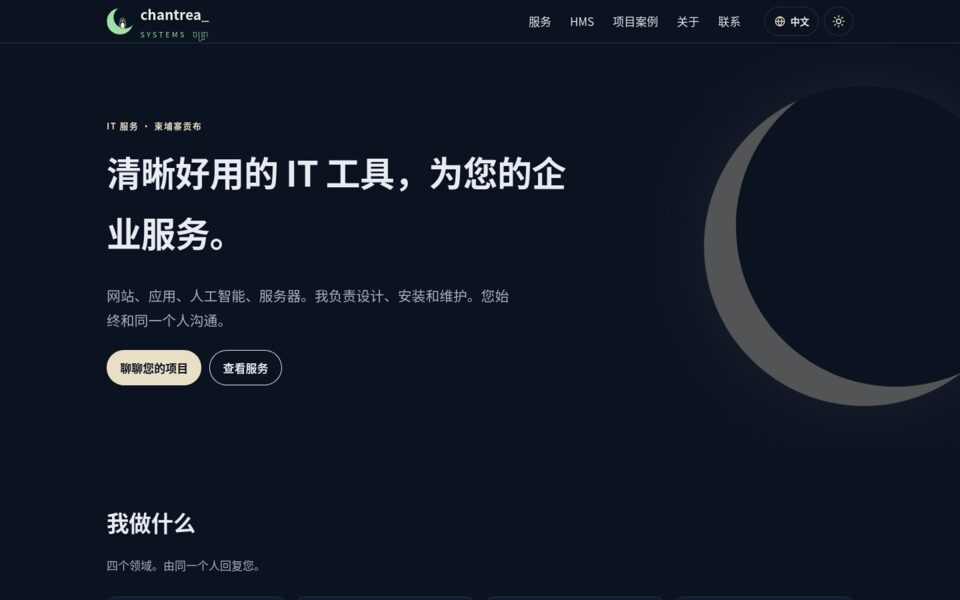 chantrea_
SYSTEMS ចន្ទ្រា
服务 HMS 项目案例 关于 联系 中文
IT 服务 · 柬埔寨贡布
清晰好用的 IT 工具，为您的企
业服务。
网站、应用、人工智能、服务器。我负责设计、安装和维护。您始
终和同一个人沟通。
聊聊您的项目 查看服务
我做什么
四个领域。由同一个人回复您。